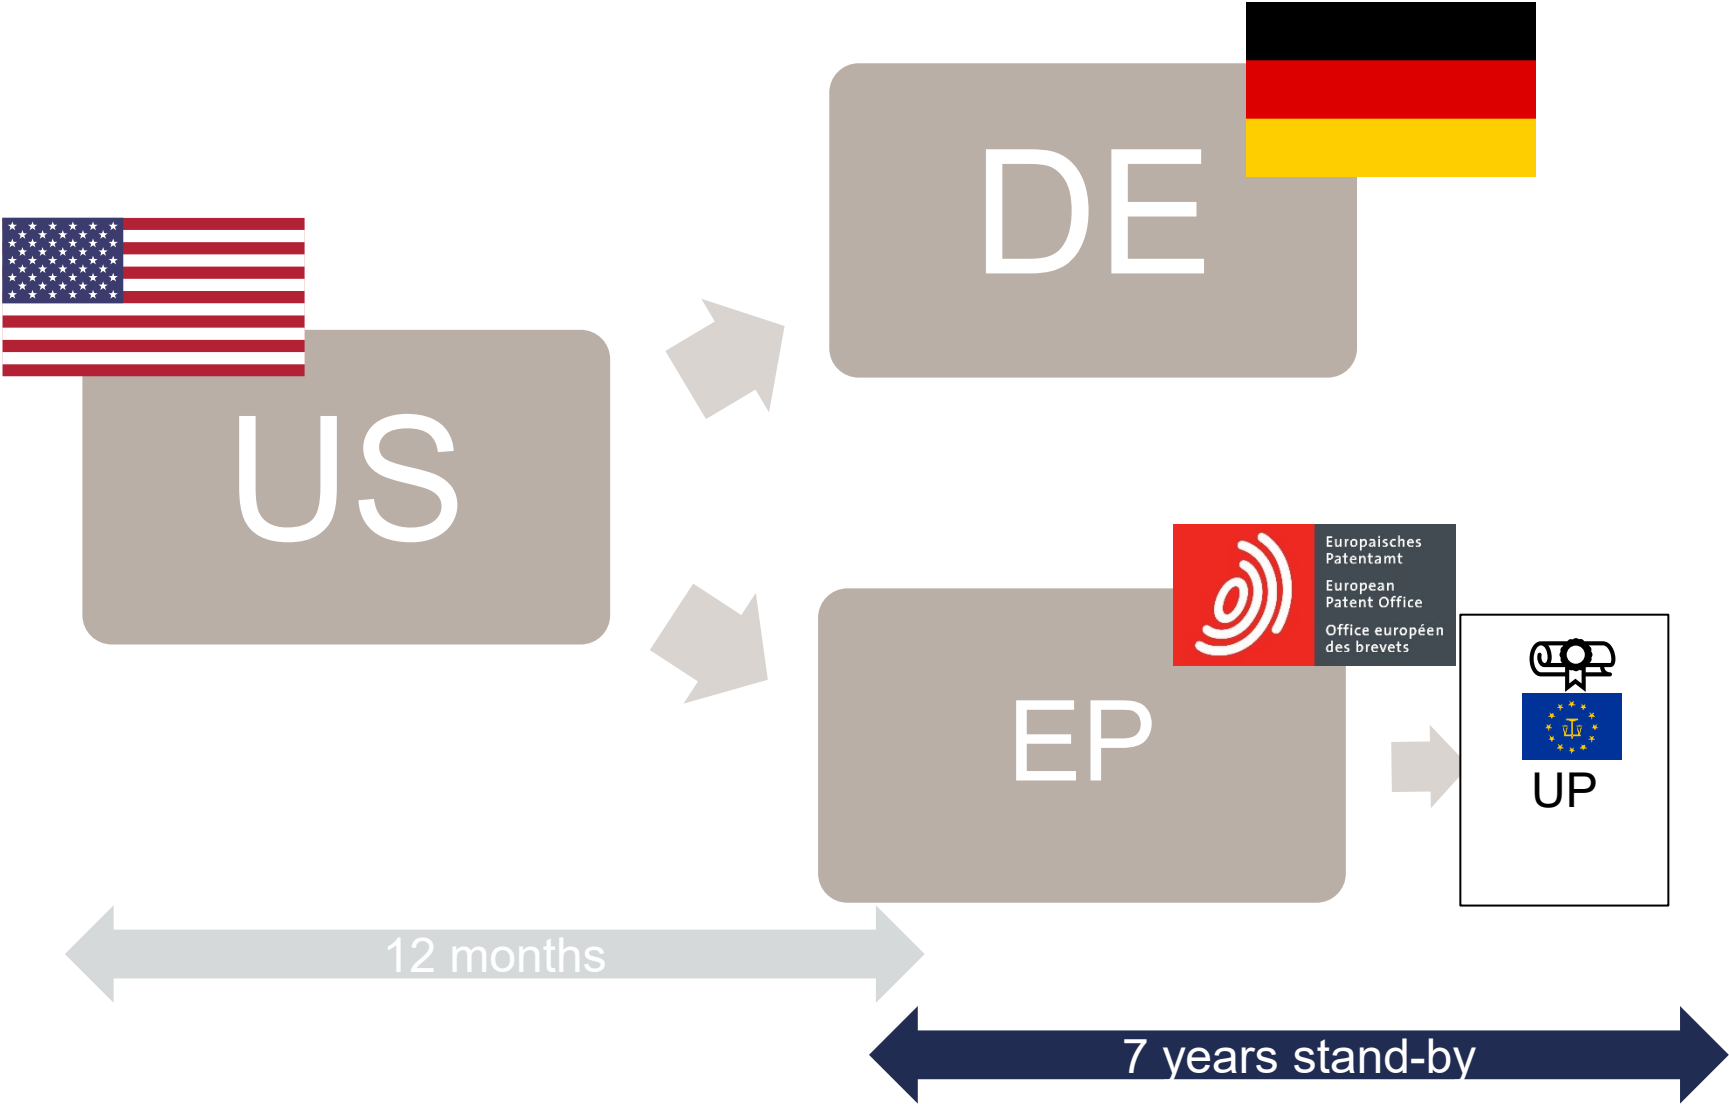 DE
US
Europaisches
Patentamt
European
Patent Office
Office européen
des brevets
EP
UP
12 months
7 years stand-by